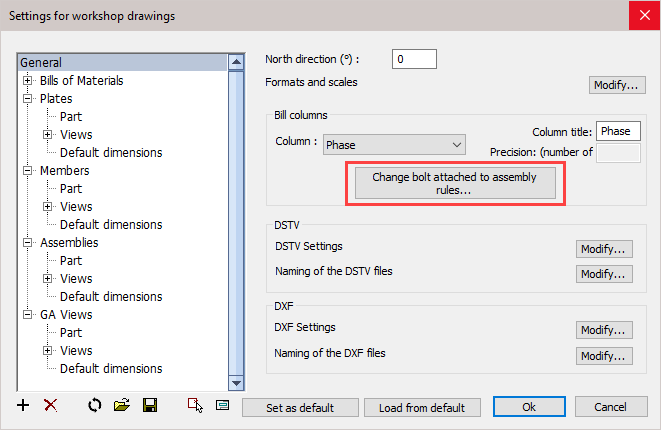 Settings for workshop drawings
General
Bills of Materials
Plates
Part
Views
Default dimensions
Members
Part
Views
Default dimensions
Assemblies
Part
Views
Default dimensions
GA Views
Part
Views
Default dimensions
North direction (°) : 0
Formats and scales Modify...
Bill columns
Column : Phase Column title: Phase
Precision: (number of
Change bolt attached to assembly
rules...
DSTV
DSTV Settings Modify...
Naming of the DSTV files Modify...
DXF
DXF Settings Modify...
Naming of the DXF files Modify...
Set as default Load from default Ok Cancel